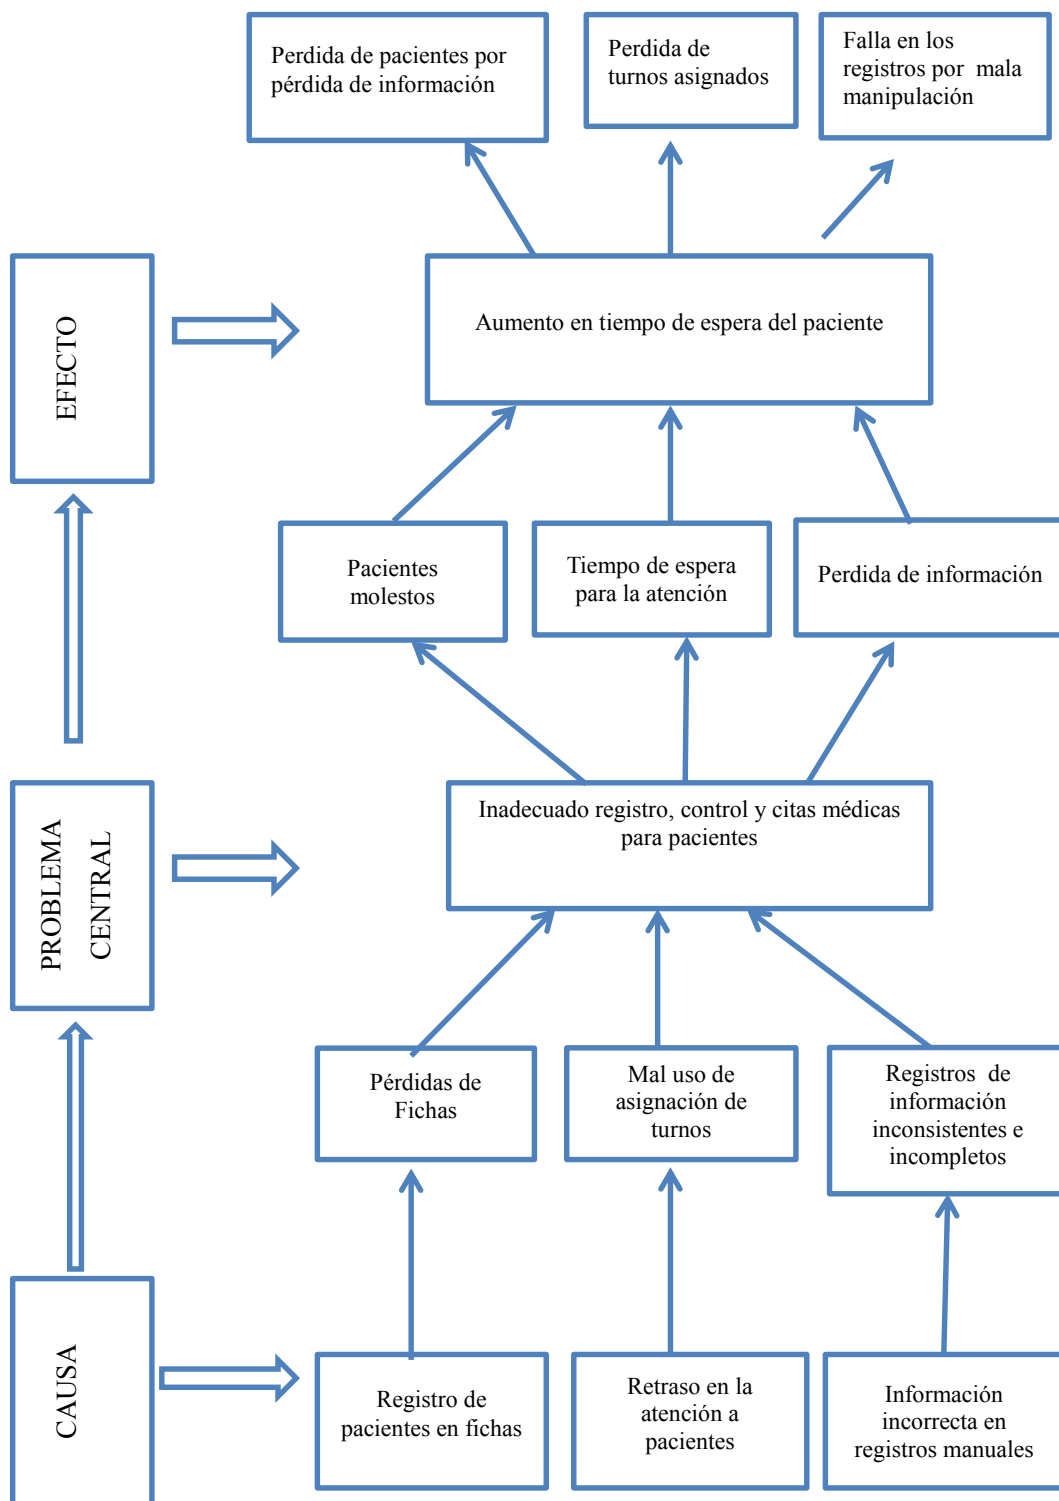 Perdida de pacientes por
pérdida de información
Perdida de
turnos asignados
Falla en los
registros por mala
manipulación
EFECTO
Aumento en tiempo de espera del paciente
Pacientes
molestos
Tiempo de espera
para la atención
Perdida de información
PROBLEMA
CENTRAL
Inadecuado registro, control y citas médicas
para pacientes
Pérdidas de
Fichas
Mal uso de
asignación de
turnos
Registros de
información
inconsistentes e
incompletos
CAUSA
Registro de
pacientes en fichas
Retraso en la
atención a
pacientes
Información
incorrecta en
registros manuales